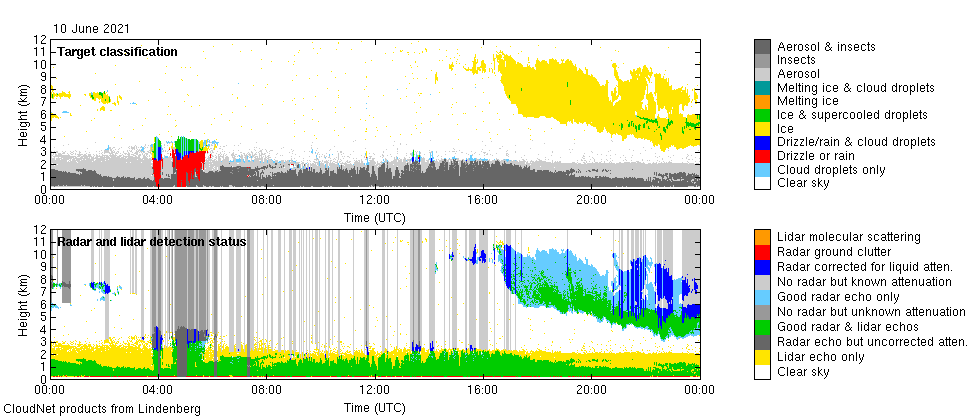 10 June 2021
Target classification
12
11
10
9
8
7
6
5
4
3
2
1
0
Height (km)
00:00 04:00 08:00 12:00 16:00 20:00 00:00
Time (UTC)
Aerosol & insects
Insects
Aerosol
Melting ice & cloud droplets
Melting ice
Ice & supercooled droplets
Ice
Drizzle/rain & cloud droplets
Drizzle or rain
Cloud droplets only
Clear sky
Radar and lidar detection status
12
11
10
9
8
7
6
5
4
3
2
1
0
Height (km)
00:00 04:00 08:00 12:00 16:00 20:00 00:00
Time (UTC)
Lidar molecular scattering
Radar ground clutter
Radar corrected for liquid atten.
No radar but known attenuation
Good radar echo only
No radar but unknown attenuation
Good radar & lidar echos
Radar echo but uncorrected atten.
Lidar echo only
Clear sky
CloudNet products from Lindenberg